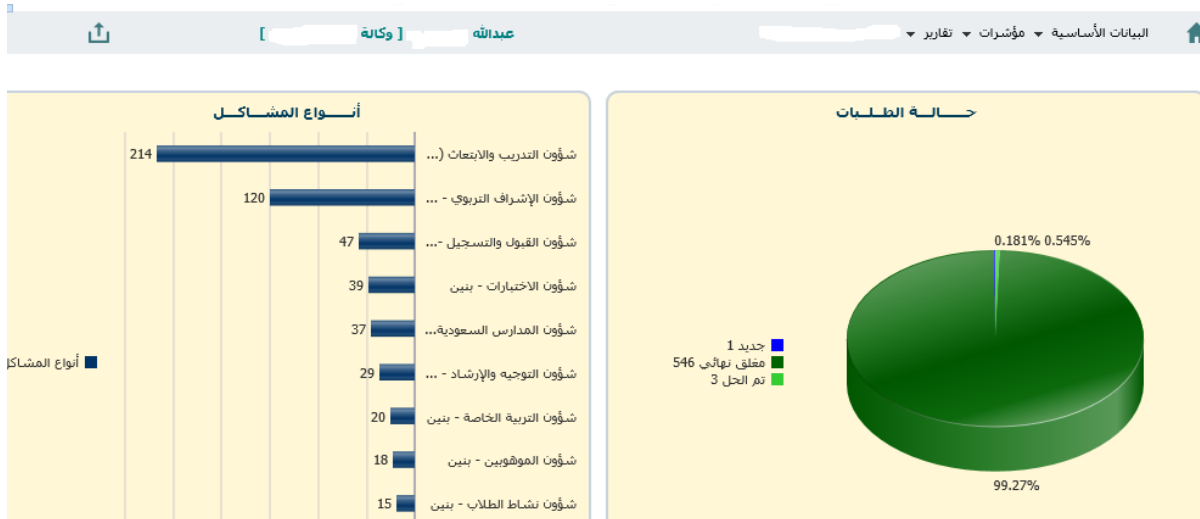 البيانات الأساسية مؤشرات تقارير
عبدالله [ وكالة ]
حـــــالـــة الطلــبـات
0.181% 0.545%
99.27%
جديد 1
مغلق نهائي 546
تم الحل 3
أنـــــواع المشـــاكـــل
شؤون التدريب والابتعاث (... 214
شؤون الإشراف التربوي - ... 120
شؤون القبول والتسجيل -... 47
شؤون الاختبارات - بنين 39
شؤون المدارس السعودية... 37
شؤون التوجيه والإرشاد - ... 29
شؤون التربية الخاصة - بنين 20
شؤون الموهوبين - بنين 18
شؤون نشاط الطلاب - بنين 15
أنواع المشاكل